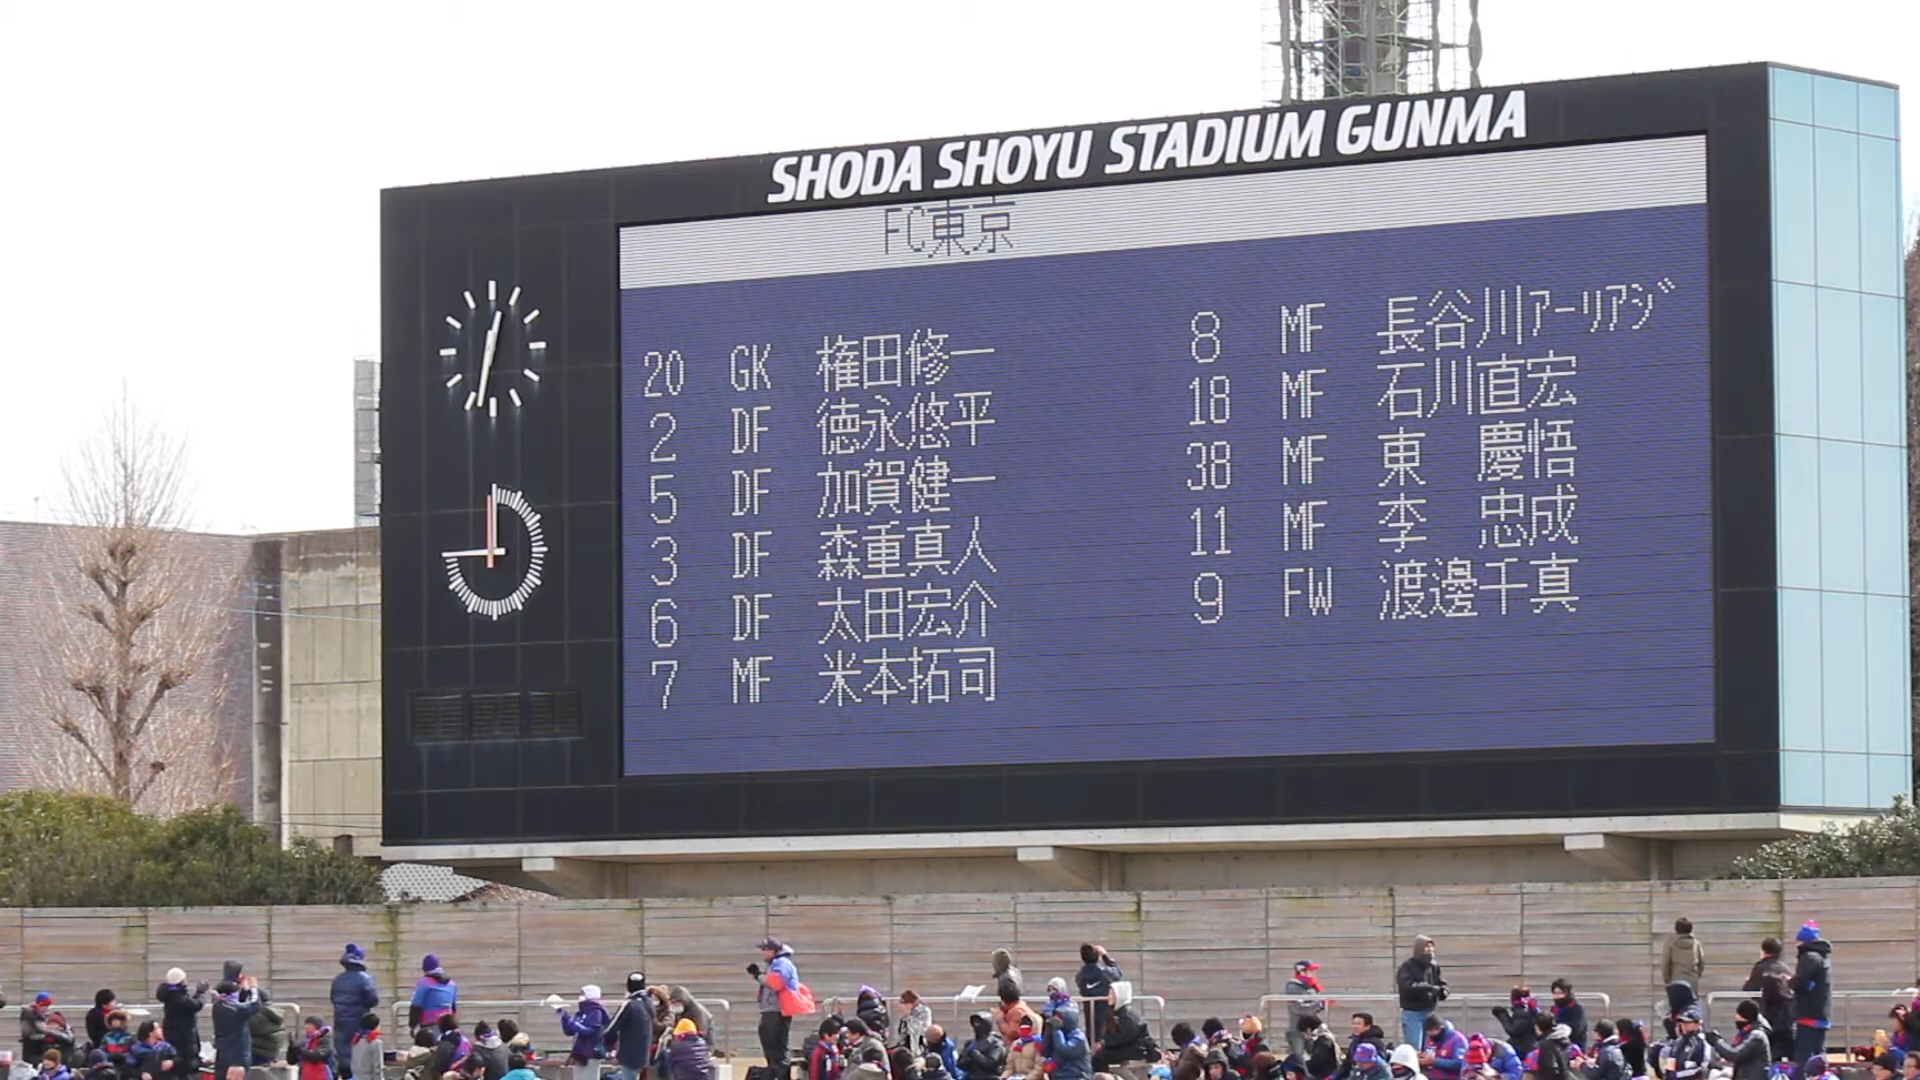 SHODA SHOYU STADIUM GUNMA
FC東京
20 GK 権田修一
2 DF 徳永悠平
5 DF 加賀健一
3 DF 森重真人
6 DF 太田宏介
7 MF 米本拓司
8 MF 長谷川ｱｰﾘｱｼﾞ
18 MF 石川直宏
38 MF 東　慶悟
11 MF 李　忠成
9 FW 渡邊千真